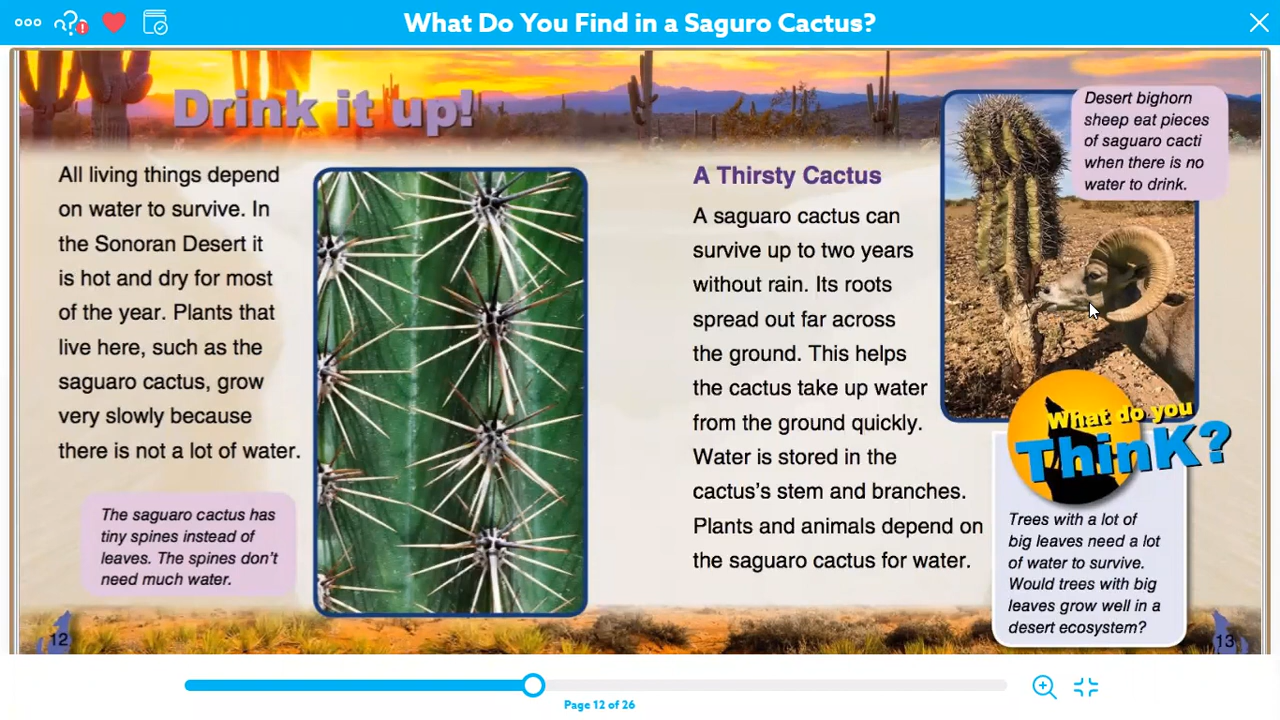 What Do You Find in a Saguro Cactus?
Drink it up!
All living things depend
on water to survive. In
the Sonoran Desert it
is hot and dry for most
of the year. Plants that
live here, such as the
saguaro cactus, grow
very slowly because
there is not a lot of water.
The saguaro cactus has
tiny spines instead of
leaves. The spines don't
need much water.
12
A Thirsty Cactus
A saguaro cactus can
survive up to two years
without rain. Its roots
spread out far across
the ground. This helps
the cactus take up water
from the ground quickly.
Water is stored in the
cactus's stem and branches.
Plants and animals depend on
the saguaro cactus for water.
Desert bighorn
sheep eat pieces
of saguaro cacti
when there is no
water to drink.
What do you
Think?
Trees with a lot of
big leaves need a lot
of water to survive.
Would trees with big
leaves grow well in a
desert ecosystem?
13
Page 12 of 26